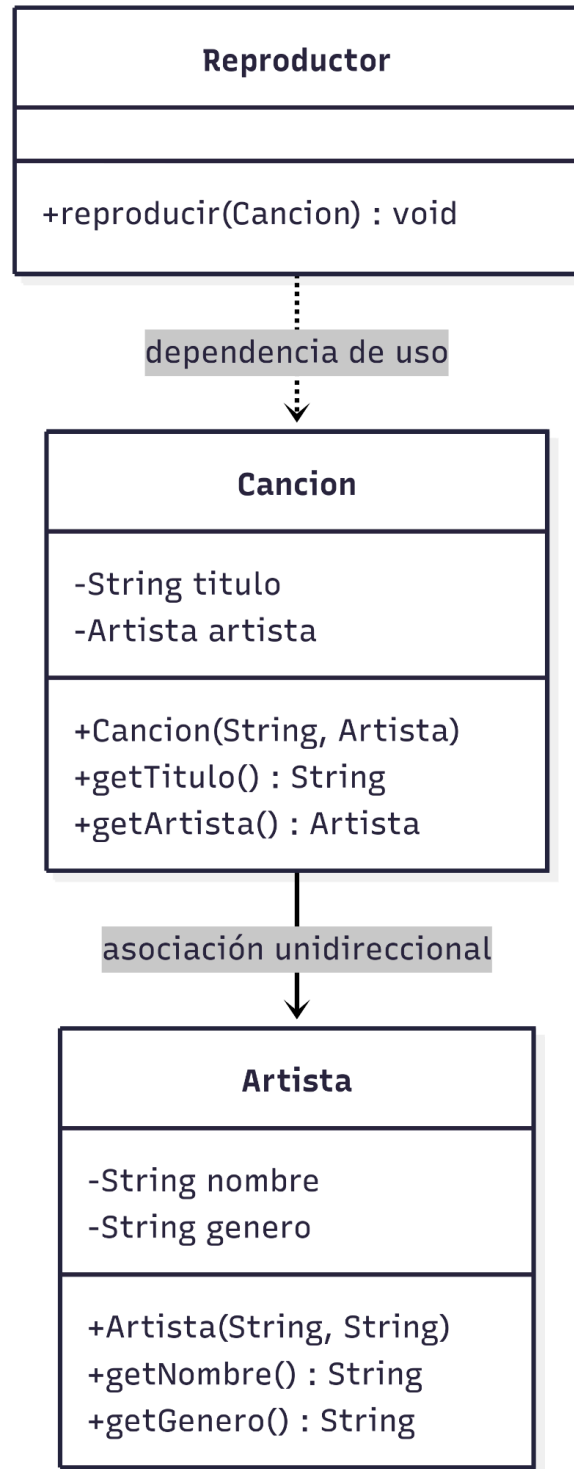 Reproductor
+reproducir(Cancion) : void
dependencia de uso
Cancion
-String titulo
-Artista artista
+Cancion(String, Artista)
+getTitulo() : String
+getArtista() : Artista
asociación unidireccional
Artista
-String nombre
-String genero
+Artista(String, String)
+getNombre() : String
+getGenero() : String